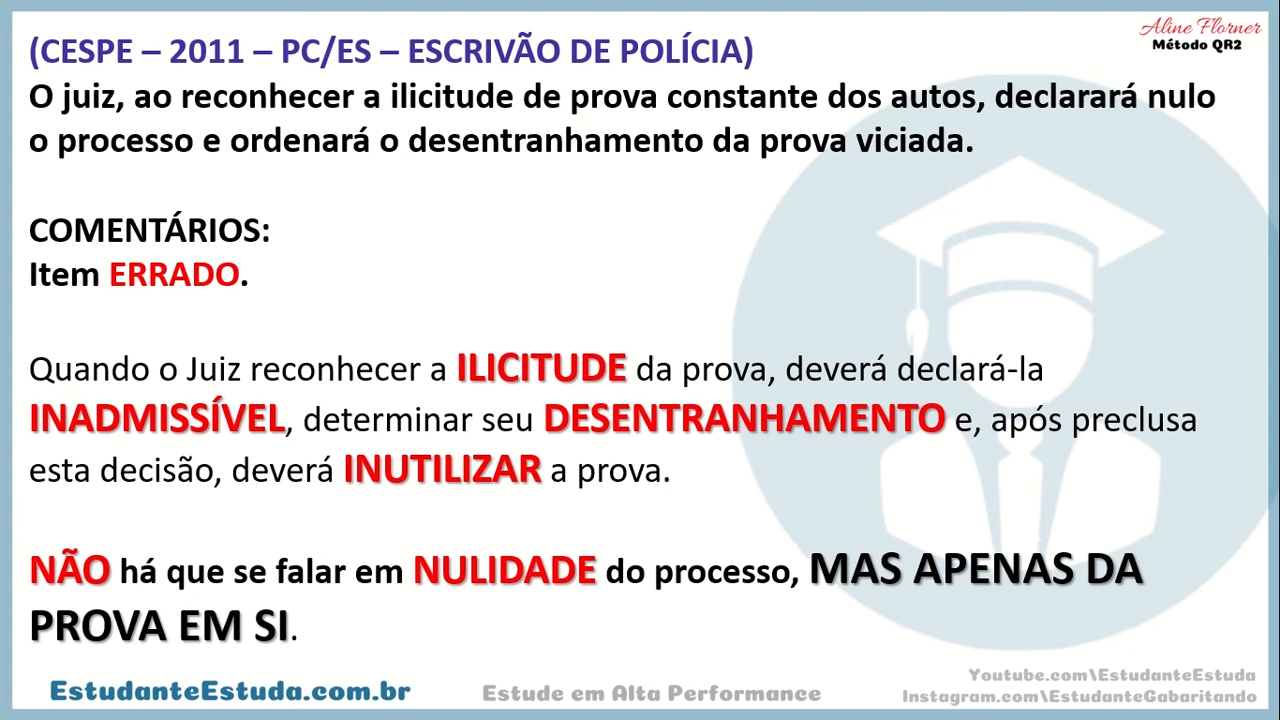 Aline Florner
Método QR2
(CESPE – 2011 – PC/ES – ESCRIVÃO DE POLÍCIA)
O juiz, ao reconhecer a ilicitude de prova constante dos autos, declarará nulo
o processo e ordenará o desentranhamento da prova viciada.
COMENTÁRIOS:
Item ERRADO.
Quando o Juiz reconhecer a ILICITUDE da prova, deverá declará-la
INADMISSÍVEL, determinar seu DESENTRANHAMENTO e, após preclusa
esta decisão, deverá INUTILIZAR a prova.
NÃO há que se falar em NULIDADE do processo, MAS APENAS DA
PROVA EM SI.
EstudanteEstuda.com.br
Estude em Alta Performance
Youtube.com\EstudanteEstuda
Instagram.com\EstudanteGabaritando